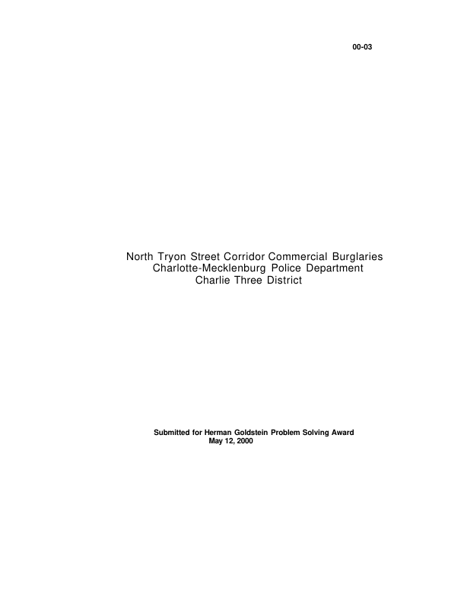 00-03
North Tryon Street Corridor Commercial Burglaries
Charlotte-Mecklenburg Police Department
Charlie Three District
Submitted for Herman Goldstein Problem Solving Award
May 12, 2000